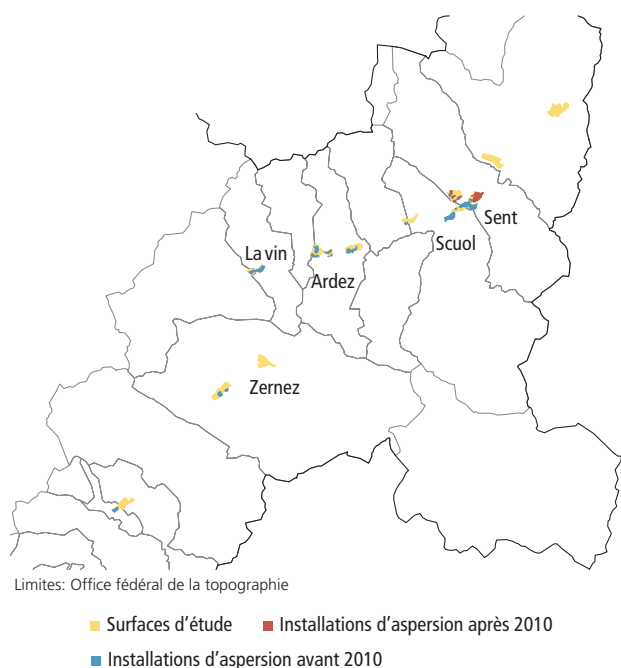 Sent
Scuol
La vin
Ardez
Zernez
Limites: Office fédéral de la topographie
Surfaces d'étude
Installations d'aspersion après 2010
Installations d'aspersion avant 2010